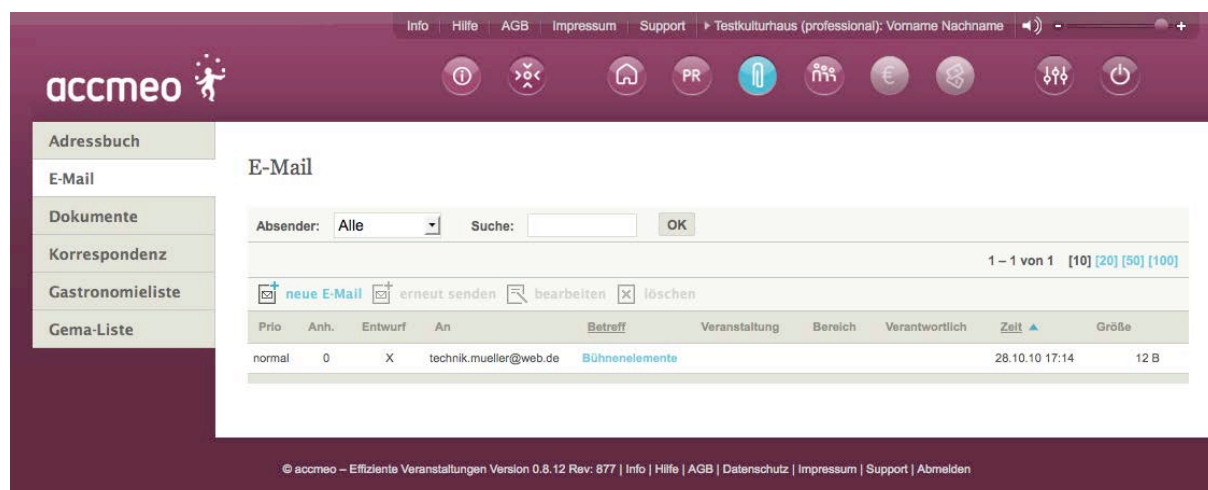 Info Hilfe AGB Impressum Support Testkulturhaus (professional): Vorname Nachname - +
accmeo
PR €
Adressbuch
E-Mail
Dokumente
Korrespondenz
Gastronomieliste
Gema-Liste
E-Mail
Absender: Alle Suche: OK
1 – 1 von 1 [10] [20] [50] [100]
neue E-Mail erneut senden bearbeiten löschen
Prio Anh. Entwurf An Betreff Veranstaltung Bereich Verantwortlich Zeit Größe
normal 0 X technik.mueller@web.de Bühnenelemente 28.10.10 17:14 12 B
© accmeo – Effiziente Veranstaltungen Version 0.8.12 Rev: 877 | Info | Hilfe | AGB | Datenschutz | Impressum | Support | Abmelden